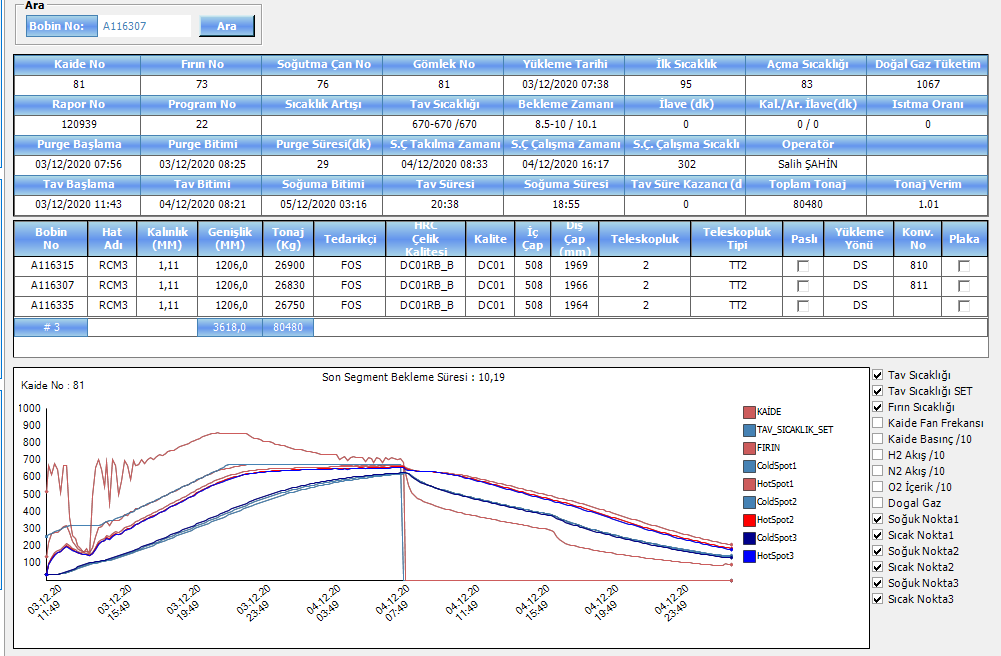 Ara
Bobin No: A116307 Ara
Kaide No Fırın No Soğutma Çan No Gömlek No Yükleme Tarihi İlk Sıcaklık Açma Sıcaklığı Doğal Gaz Tüketim
81 73 76 81 03/12/2020 07:38 95 83 1067
Rapor No Program No Sıcaklık Artışı Tav Sıcaklığı Bekleme Zamanı İlave (dk) Kal./Ar. İlave(dk) Isıtma Oranı
120939 22 670-670 /670 8.5-10 / 10.1 0 0 / 0 0
Purge Başlama Purge Bitimi Purge Süresi(dk) S.Ç Takılma Zamanı S.Ç Çalışma Zamanı S.Ç. Çalışma Sıcaklı Operatör
03/12/2020 07:56 03/12/2020 08:25 29 04/12/2020 08:33 04/12/2020 16:17 302 Salih ŞAHİN
Tav Başlama Tav Bitimi Soğuma Bitimi Tav Süresi Soğuma Süresi Tav Süre Kazancı (d Toplam Tonaj Tonaj Verim
03/12/2020 11:43 04/12/2020 08:21 05/12/2020 03:16 20:38 18:55 0 80480 1.01
Bobin No Hat Adı Kalınlık (MM) Genişlik (MM) Tonaj (Kg) Tedarikçi HRC Çelik Kalitesi Kalite İç Çap Dış Çap (mm) Teleskopluk Teleskopluk Tipi Paslı Yükleme Yönü Konv. No Plaka
A116315 RCM3 1,11 1206,0 26900 FOS DC01RB_B DC01 508 1969 2 TT2 DS 810
A116307 RCM3 1,11 1206,0 26830 FOS DC01RB_B DC01 508 1966 2 TT2 DS 811
A116335 RCM3 1,11 1206,0 26750 FOS DC01RB_B DC01 508 1964 2 TT2 DS
# 3 3618,0 80480
Son Segment Bekleme Süresi : 10,19
Kaide No : 81
1000
900
800
700
600
500
400
300
200
100
03.12.20 11:49
03.12.20 15:49
03.12.20 19:49
03.12.20 23:49
04.12.20 03:49
04.12.20 07:49
04.12.20 11:49
04.12.20 15:49
04.12.20 19:49
04.12.20 23:49
KAİDE
TAV_SICAKLIK_SET
FIRIN
ColdSpot1
HotSpot1
ColdSpot2
HotSpot2
ColdSpot3
HotSpot3
Tav Sıcaklığı
Tav Sıcaklığı SET
Fırın Sıcaklığı
Kaide Fan Frekansı
Kaide Basınç /10
H2 Akış /10
N2 Akış /10
O2 İçerik /10
Dogal Gaz
Soğuk Nokta1
Sıcak Nokta1
Soğuk Nokta2
Sıcak Nokta2
Soğuk Nokta3
Sıcak Nokta3